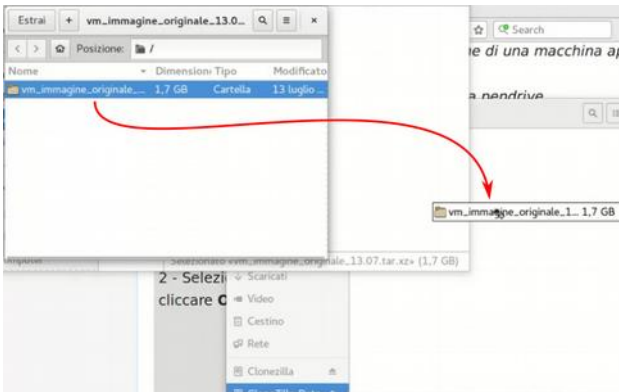 Estrai + vm_immagine_originale_13.0...
Search
Posizione: /
ne di una macchina ap
Nome Dimensioni Tipo Modificato
vm_immagine_originale_... 1,7 GB Cartella 13 luglio ...
a pendrive
vm_immagine_originale_1... 1,7 GB
Selezionato «vm_immagine_originale_13.07.tar.xz» (1,7 GB)
2 - Selezi
Scaricati
cliccare
Video
Cestino
Rete
Clonezilla